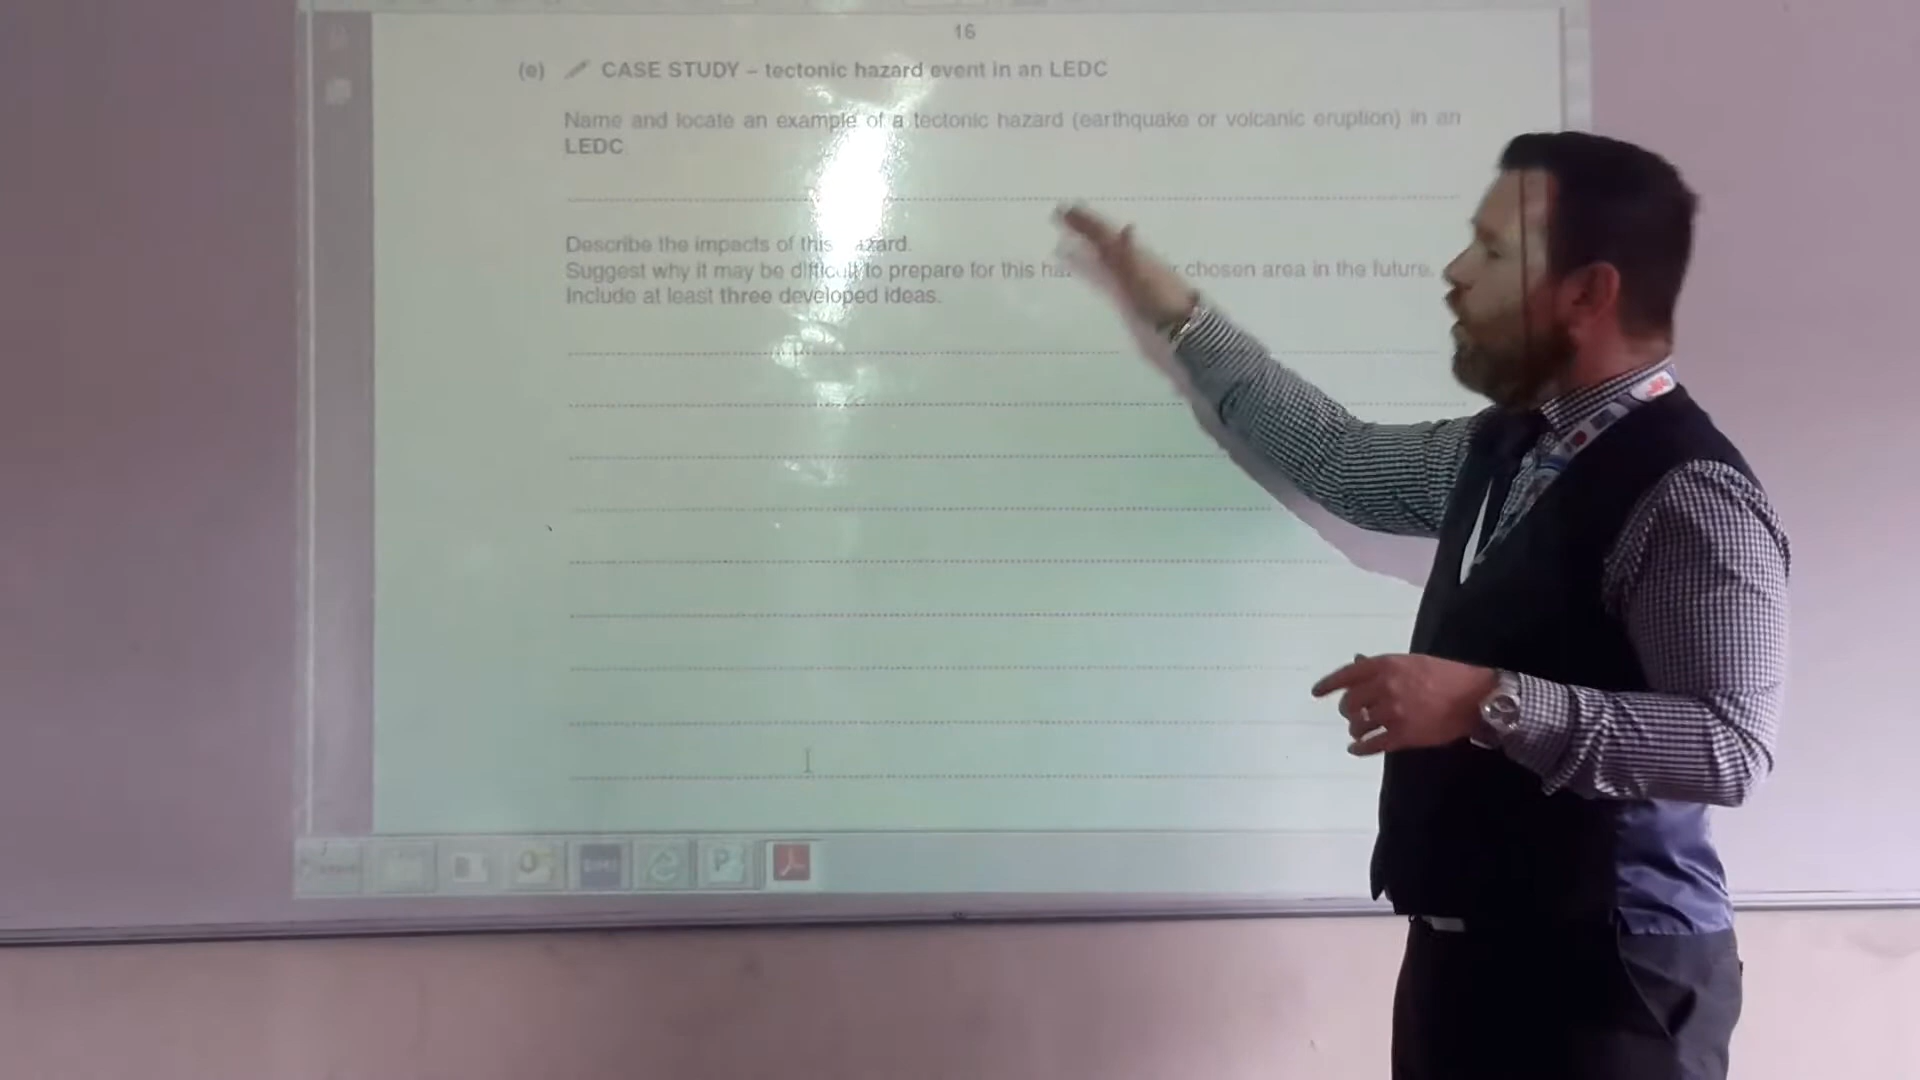 16
(e) CASE STUDY – tectonic hazard event in an LEDC
Name and locate an example of a tectonic hazard (earthquake or volcanic eruption) in an
LEDC.
Describe the impacts of this hazard.
Suggest why it may be difficult to prepare for this chosen area in the future.
Include at least three developed ideas.